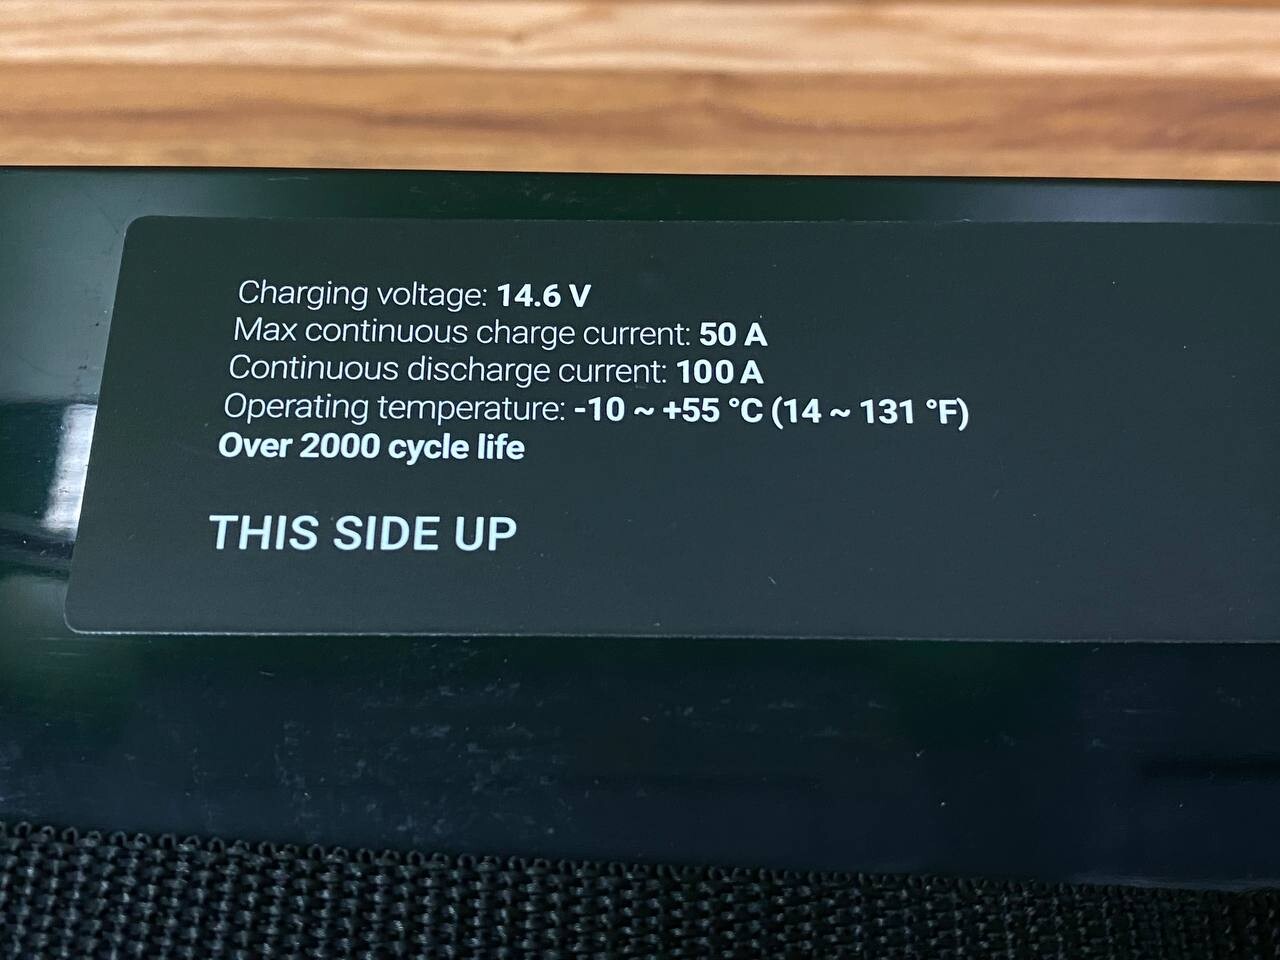 Charging voltage: 14.6 V
Max continuous charge current: 50 A
Continuous discharge current: 100 A
Operating temperature: -10 ~ +55 °C (14 ~ 131 °F)
Over 2000 cycle life
THIS SIDE UP